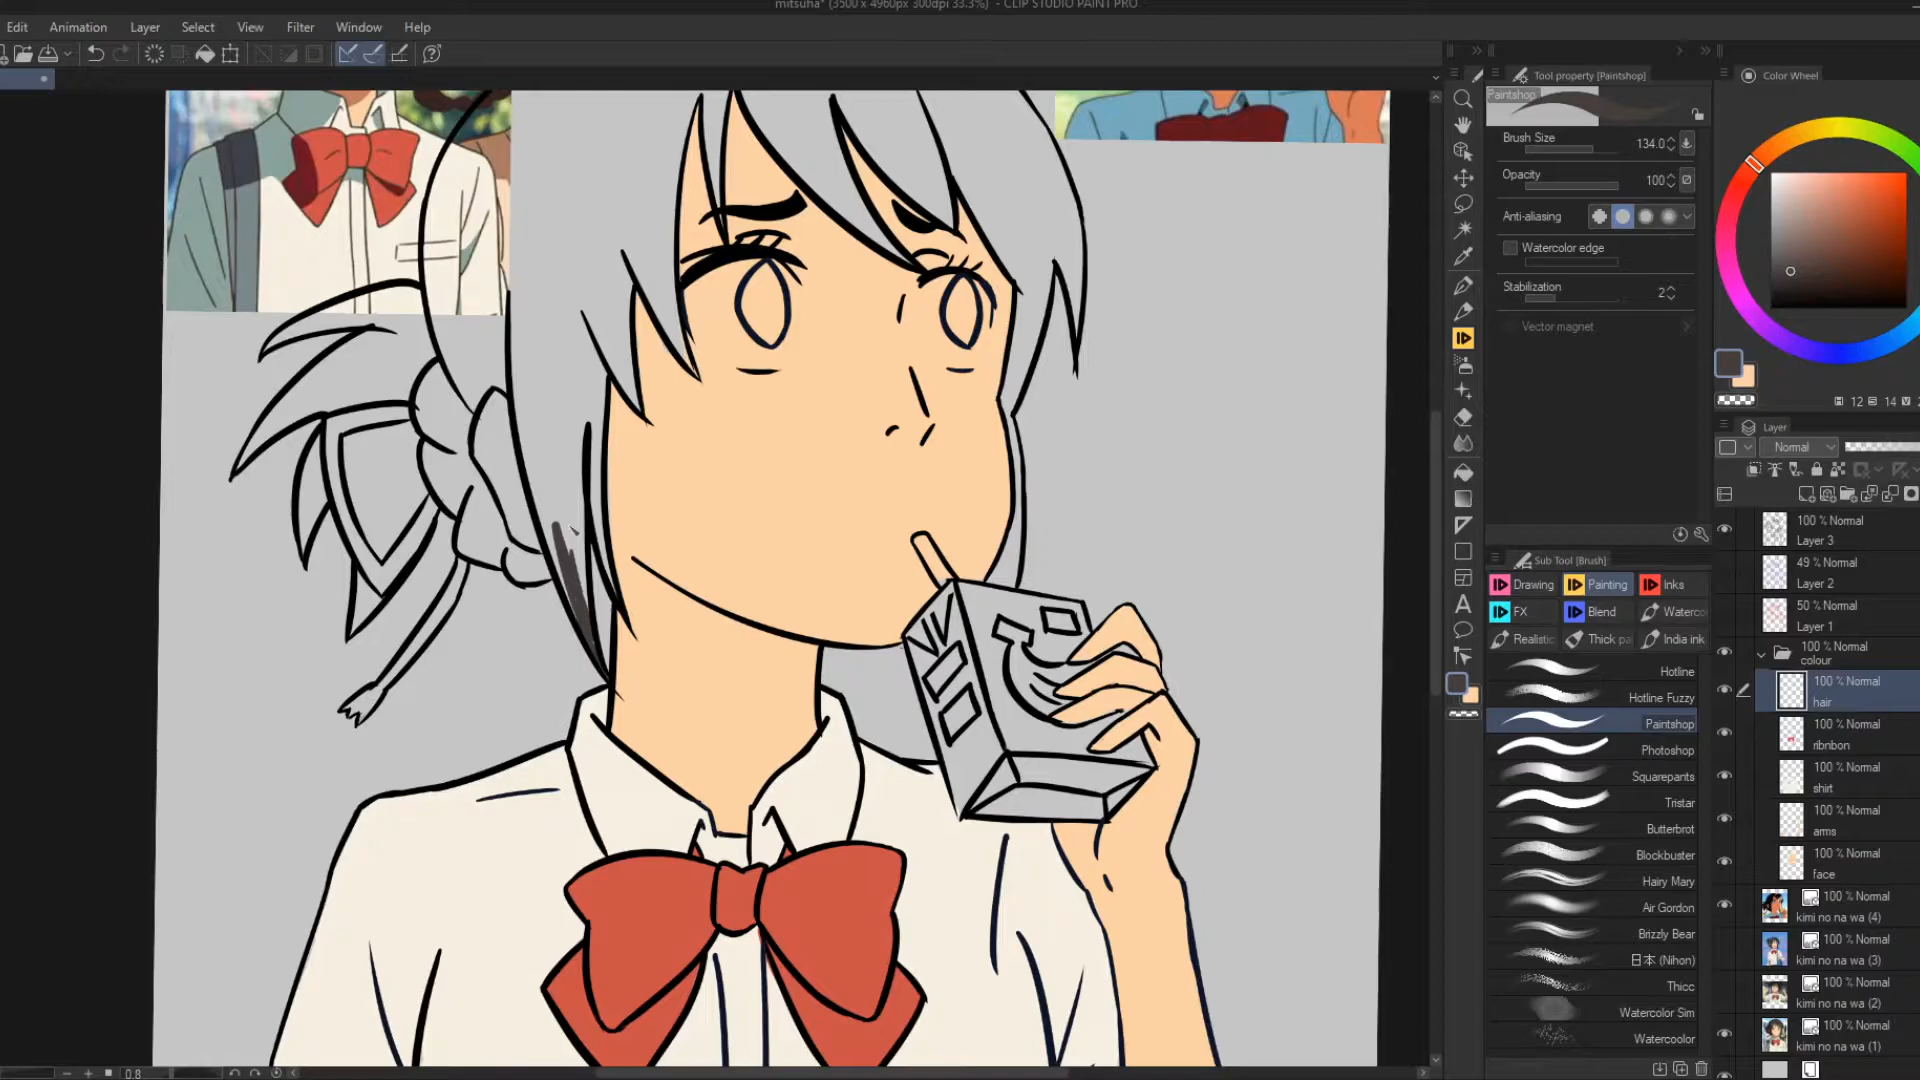 mitsuha* (3500 x 4960px 300dpi 33.3%) - CLIP STUDIO PAINT PRO
Edit Animation Layer Select View Filter Window Help
Tool property [Paintshop]
Color Wheel
Paintshop
Brush Size 134.0
Opacity 100
Anti-aliasing
Watercolor edge
Stabilization 2
Vector magnet
12 14
Layer
Normal
100 % Normal
Layer 3
49 % Normal
Layer 2
50 % Normal
Layer 1
100 % Normal
colour
100 % Normal
hair
100 % Normal
ribnbon
100 % Normal
shirt
100 % Normal
arms
100 % Normal
face
100 % Normal
kimi no na wa (4)
100 % Normal
kimi no na wa (3)
100 % Normal
kimi no na wa (2)
100 % Normal
kimi no na wa (1)
Sub Tool [Brush]
Drawing Painting Inks
FX Blend Waterco
Realistic Thick pa India ink
Hotline
Hotline Fuzzy
Paintshop
Photoshop
Squarepants
Tristar
Butterbrot
Blockbuster
Hairy Mary
Air Gordon
Brizzly Bear
日本 (Nihon)
Thicc
Watercolor Sim
Watercoolor
0.8